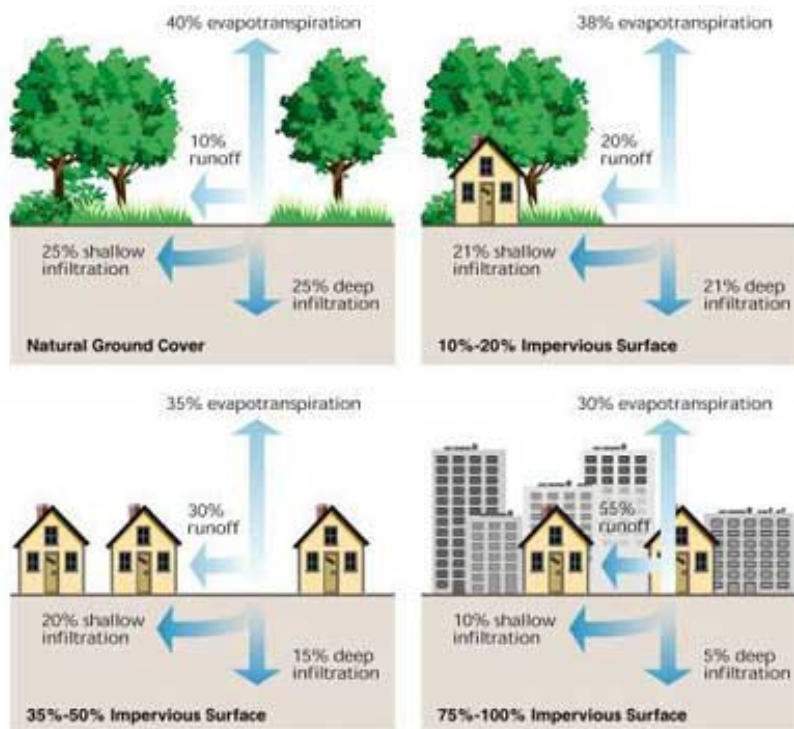 40% evapotranspiration
10%
runoff
25% shallow
infiltration
25% deep
infiltration
Natural Ground Cover
38% evapotranspiration
20%
runoff
21% shallow
infiltration
21% deep
infiltration
10%-20% Impervious Surface
35% evapotranspiration
30%
runoff
20% shallow
infiltration
15% deep
infiltration
35%-50% Impervious Surface
30% evapotranspiration
55%
runoff
10% shallow
infiltration
5% deep
infiltration
75%-100% Impervious Surface